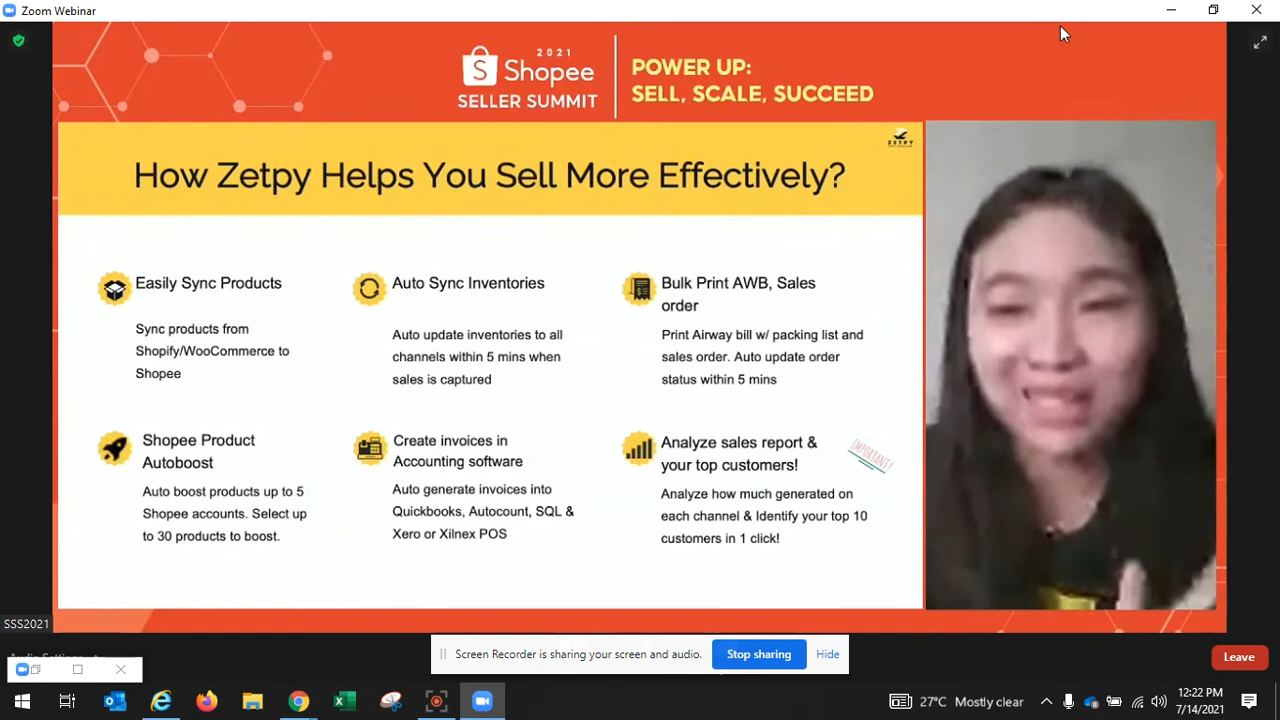 Zoom Webinar
2021
Shopee
SELLER SUMMIT
POWER UP:
SELL, SCALE, SUCCEED
ZETPY
How Zetpy Helps You Sell More Effectively?
Easily Sync Products
Sync products from
Shopify/WooCommerce to
Shopee
Auto Sync Inventories
Auto update inventories to all
channels within 5 mins when
sales is captured
Bulk Print AWB, Sales
order
Print Airway bill w/ packing list and
sales order. Auto update order
status within 5 mins
Shopee Product
Autoboost
Auto boost products up to 5
Shopee accounts. Select up
to 30 products to boost.
Create invoices in
Accounting software
Auto generate invoices into
Quickbooks, Autocount, SQL &
Xero or Xilnex POS
Analyze sales report &
your top customers!
IMPORTANT!
Analyze how much generated on
each channel & Identify your top 10
customers in 1 click!
SSS2021
Audio Settings
Screen Recorder is sharing your screen and audio.
Stop sharing
Hide
Leave
27°C Mostly clear
12:22 PM
7/14/2021